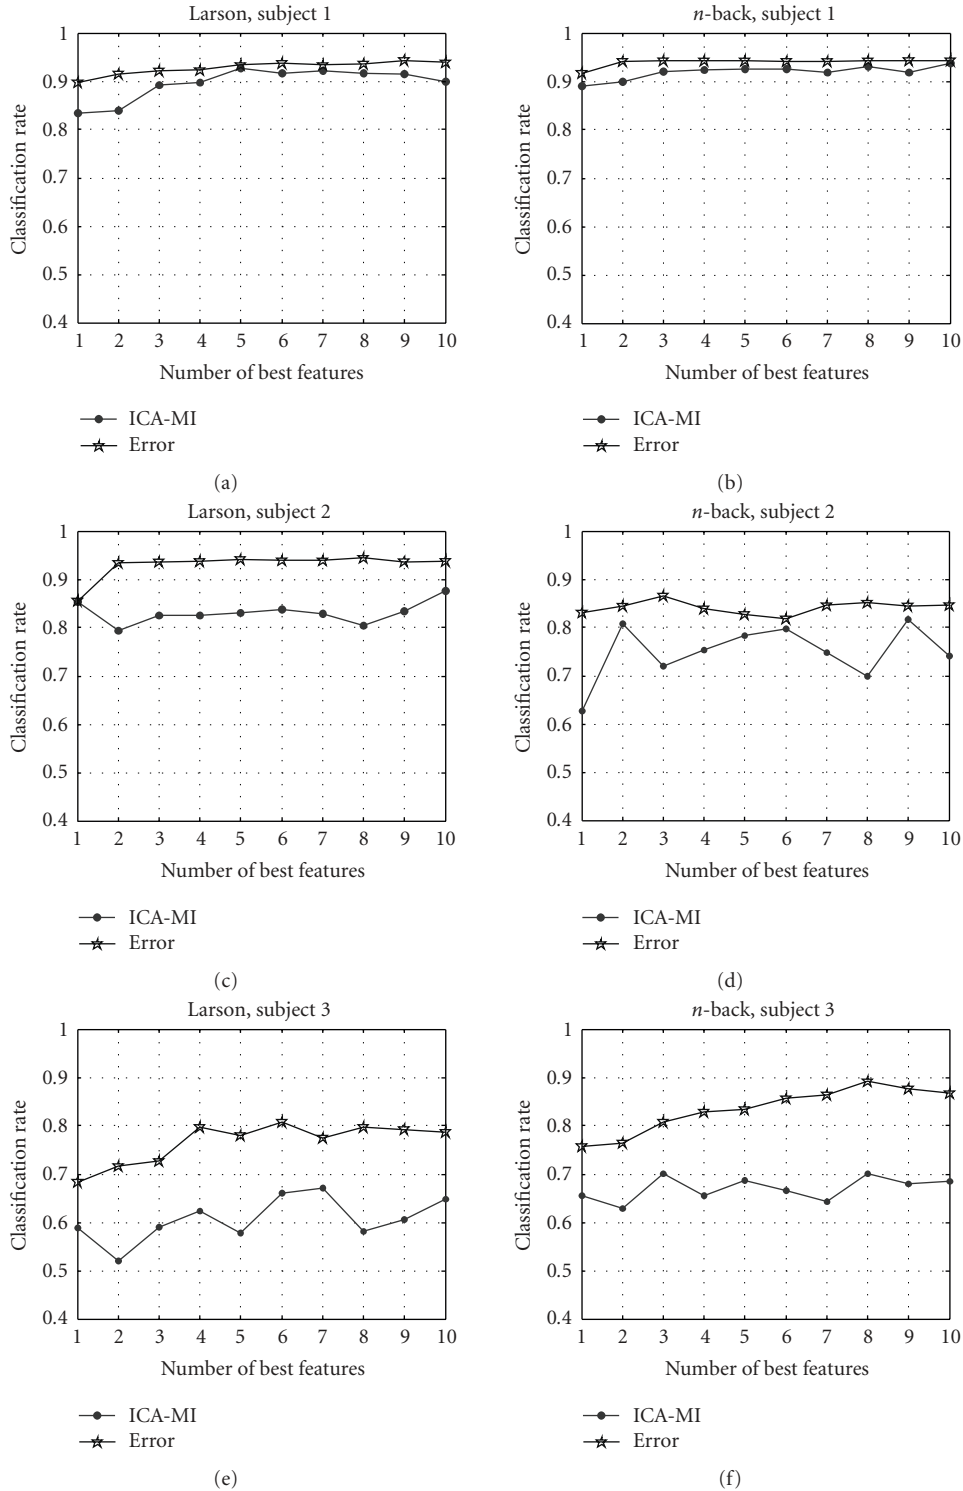 Larson, subject 1
1
0.9
0.8
0.7
0.6
0.5
0.4
Classification rate
1 2 3 4 5 6 7 8 9 10
Number of best features
ICA-MI
Error
(a)
n-back, subject 1
1
0.9
0.8
0.7
0.6
0.5
0.4
Classification rate
1 2 3 4 5 6 7 8 9 10
Number of best features
ICA-MI
Error
(b)
Larson, subject 2
1
0.9
0.8
0.7
0.6
0.5
0.4
Classification rate
1 2 3 4 5 6 7 8 9 10
Number of best features
ICA-MI
Error
(c)
n-back, subject 2
1
0.9
0.8
0.7
0.6
0.5
0.4
Classification rate
1 2 3 4 5 6 7 8 9 10
Number of best features
ICA-MI
Error
(d)
Larson, subject 3
1
0.9
0.8
0.7
0.6
0.5
0.4
Classification rate
1 2 3 4 5 6 7 8 9 10
Number of best features
ICA-MI
Error
(e)
n-back, subject 3
1
0.9
0.8
0.7
0.6
0.5
0.4
Classification rate
1 2 3 4 5 6 7 8 9 10
Number of best features
ICA-MI
Error
(f)